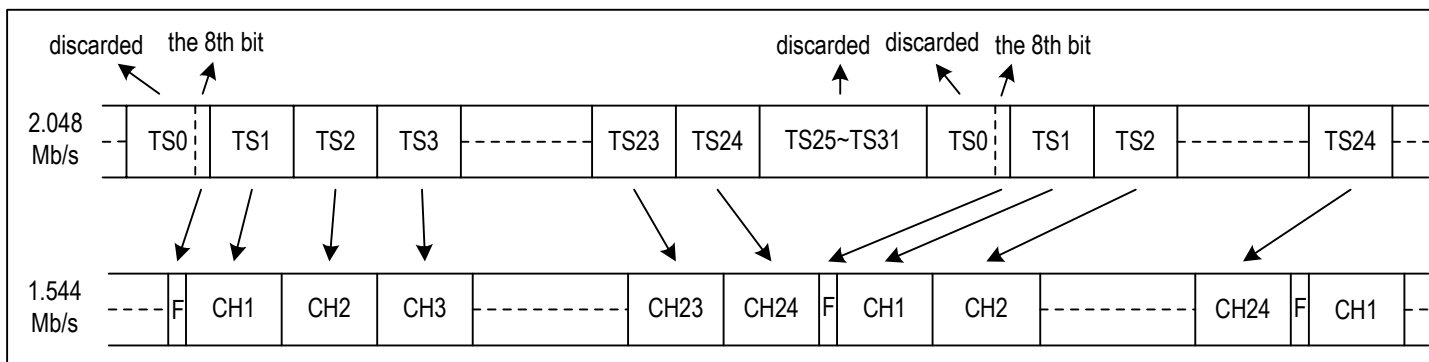 discarded the 8th bit discarded discarded the 8th bit
2.048 Mb/s TS0 TS1 TS2 TS3 TS23 TS24 TS25~TS31 TS0 TS1 TS2 TS24
1.544 Mb/s F CH1 CH2 CH3 CH23 CH24 F CH1 CH2 CH24 F CH1